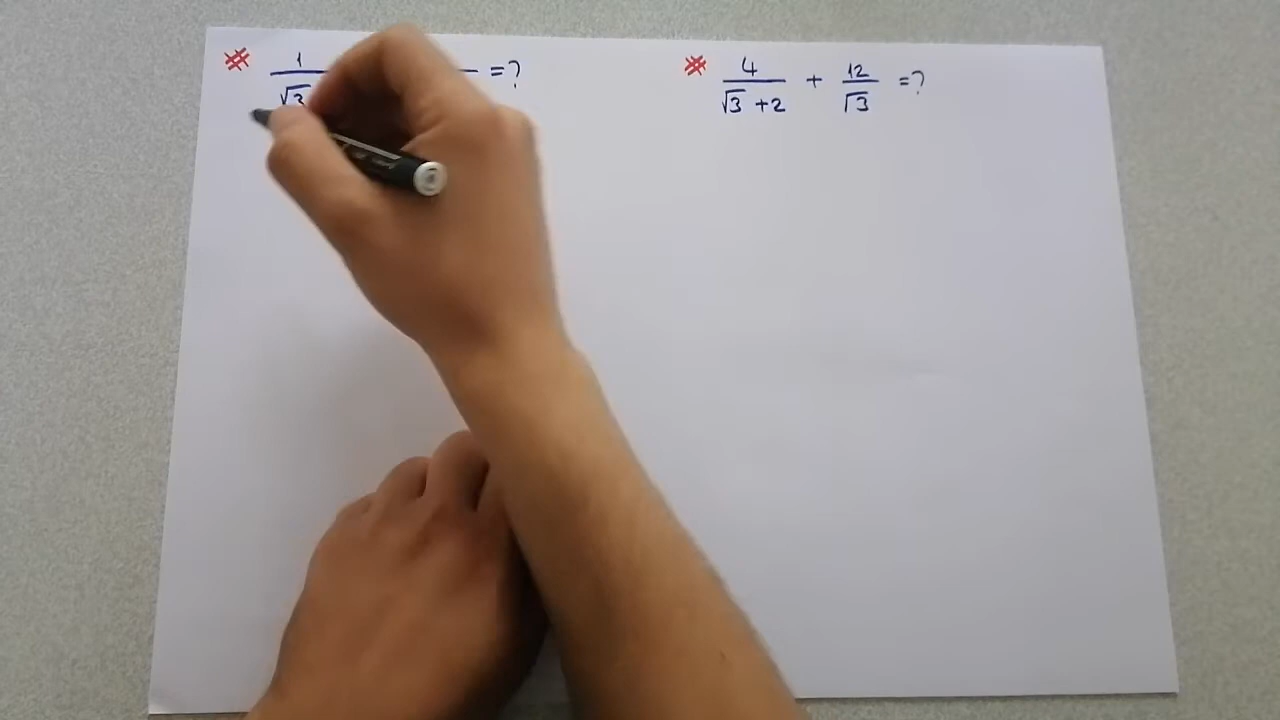 1 / √3 = ?
4 / (√3 + 2) + 12 / √3 = ?